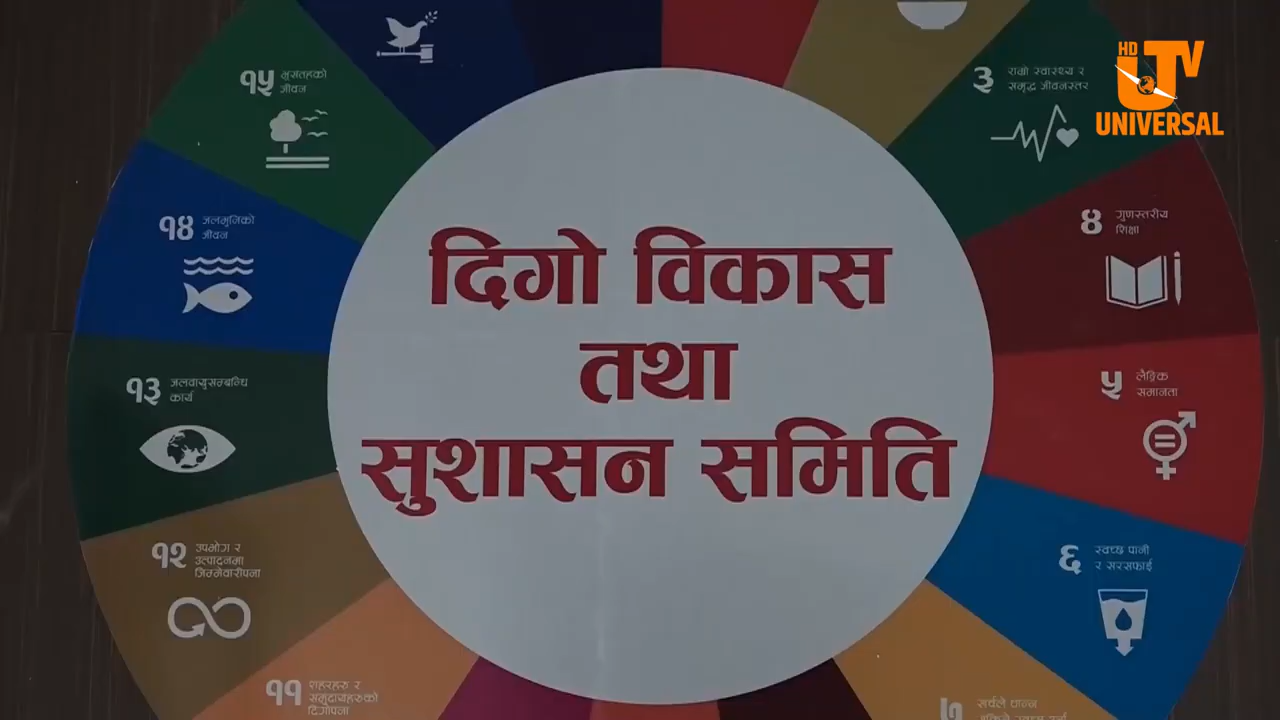 HD
UTV
UNIVERSAL
१५ भूसतहको
जीवन
३ राम्रो स्वास्थ्य र
समृद्ध जीवनस्तर
१४ जलमुनिको
जीवन
४ गुणस्तरीय
शिक्षा
दिगो विकास
तथा
सुशासन समिति
१३ जलवायुसम्बन्धि
कार्य
५ लैङ्गिक
समानता
१२ उपभोग र
उत्पादनमा
जिम्मेवारीपना
६ स्वच्छ पानी
र सरसफाई
११ शहरहरु र
समुदायहरुको
दिगोपना
७